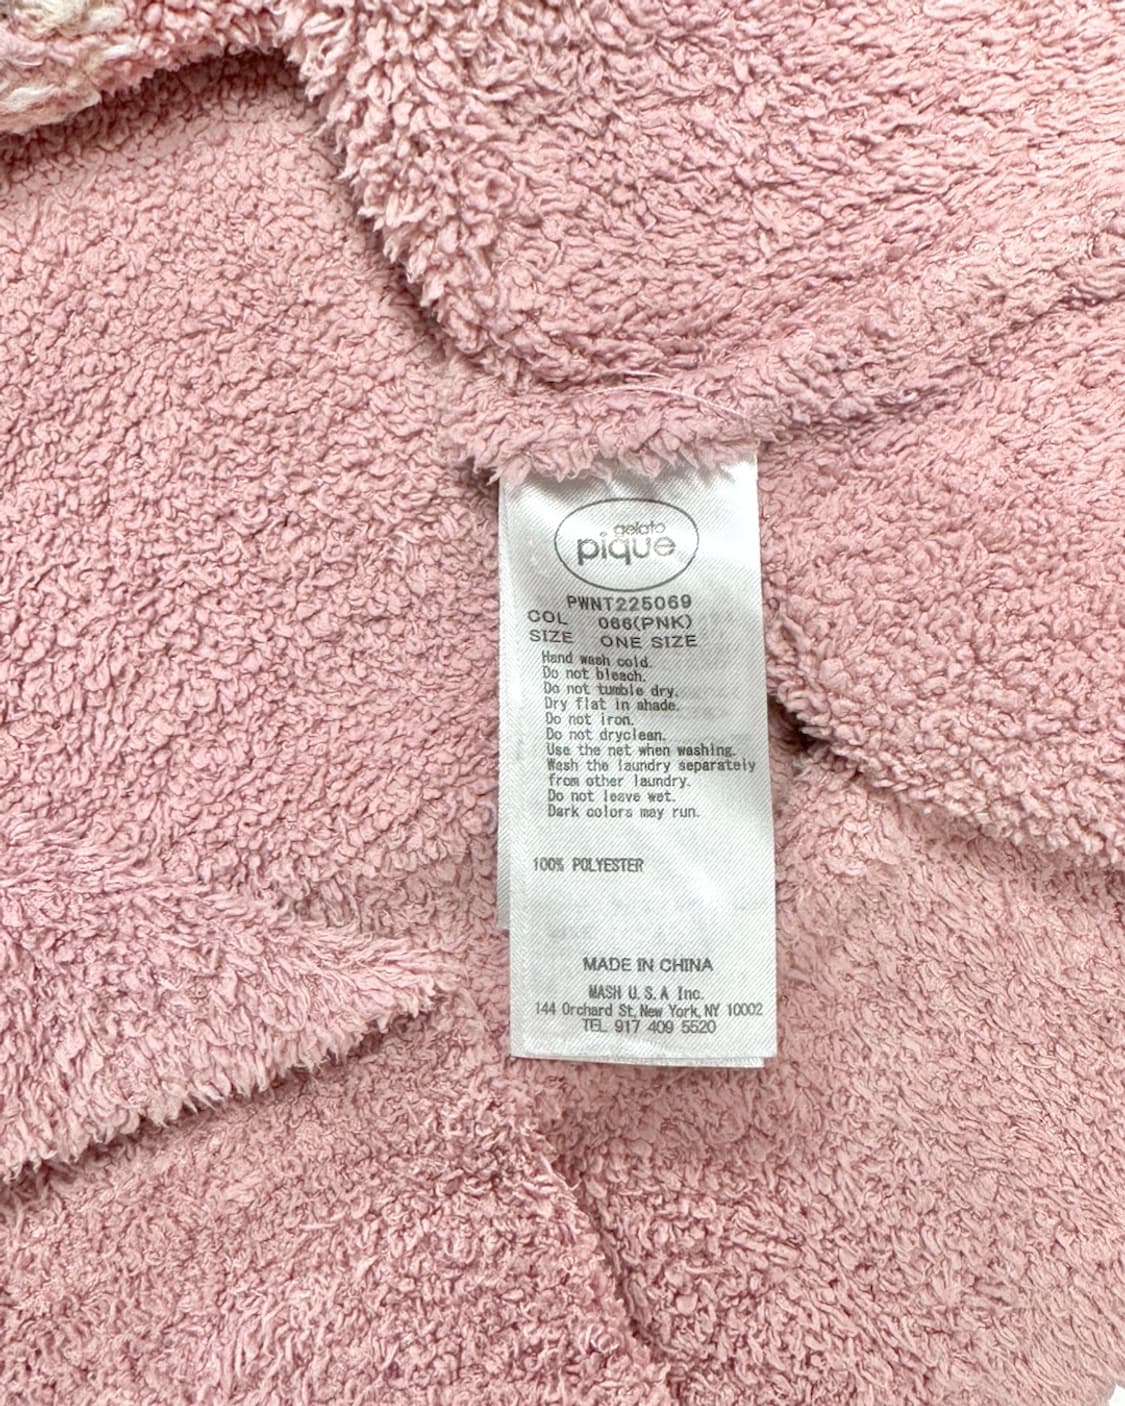 gelato
pique
PWNT225069
COL 066(PNK)
SIZE ONE SIZE
Hand wash cold.
Do not bleach.
Do not tumble dry.
Dry flat in shade.
Do not iron.
Do not dryclean.
Use the net when washing.
Wash the laundry separately
from other laundry.
Do not leave wet.
Dark colors may run.
100% POLYESTER
MADE IN CHINA
MASH U.S.A Inc.
144 Orchard St, New York, NY 10002
TEL 917 409 5520